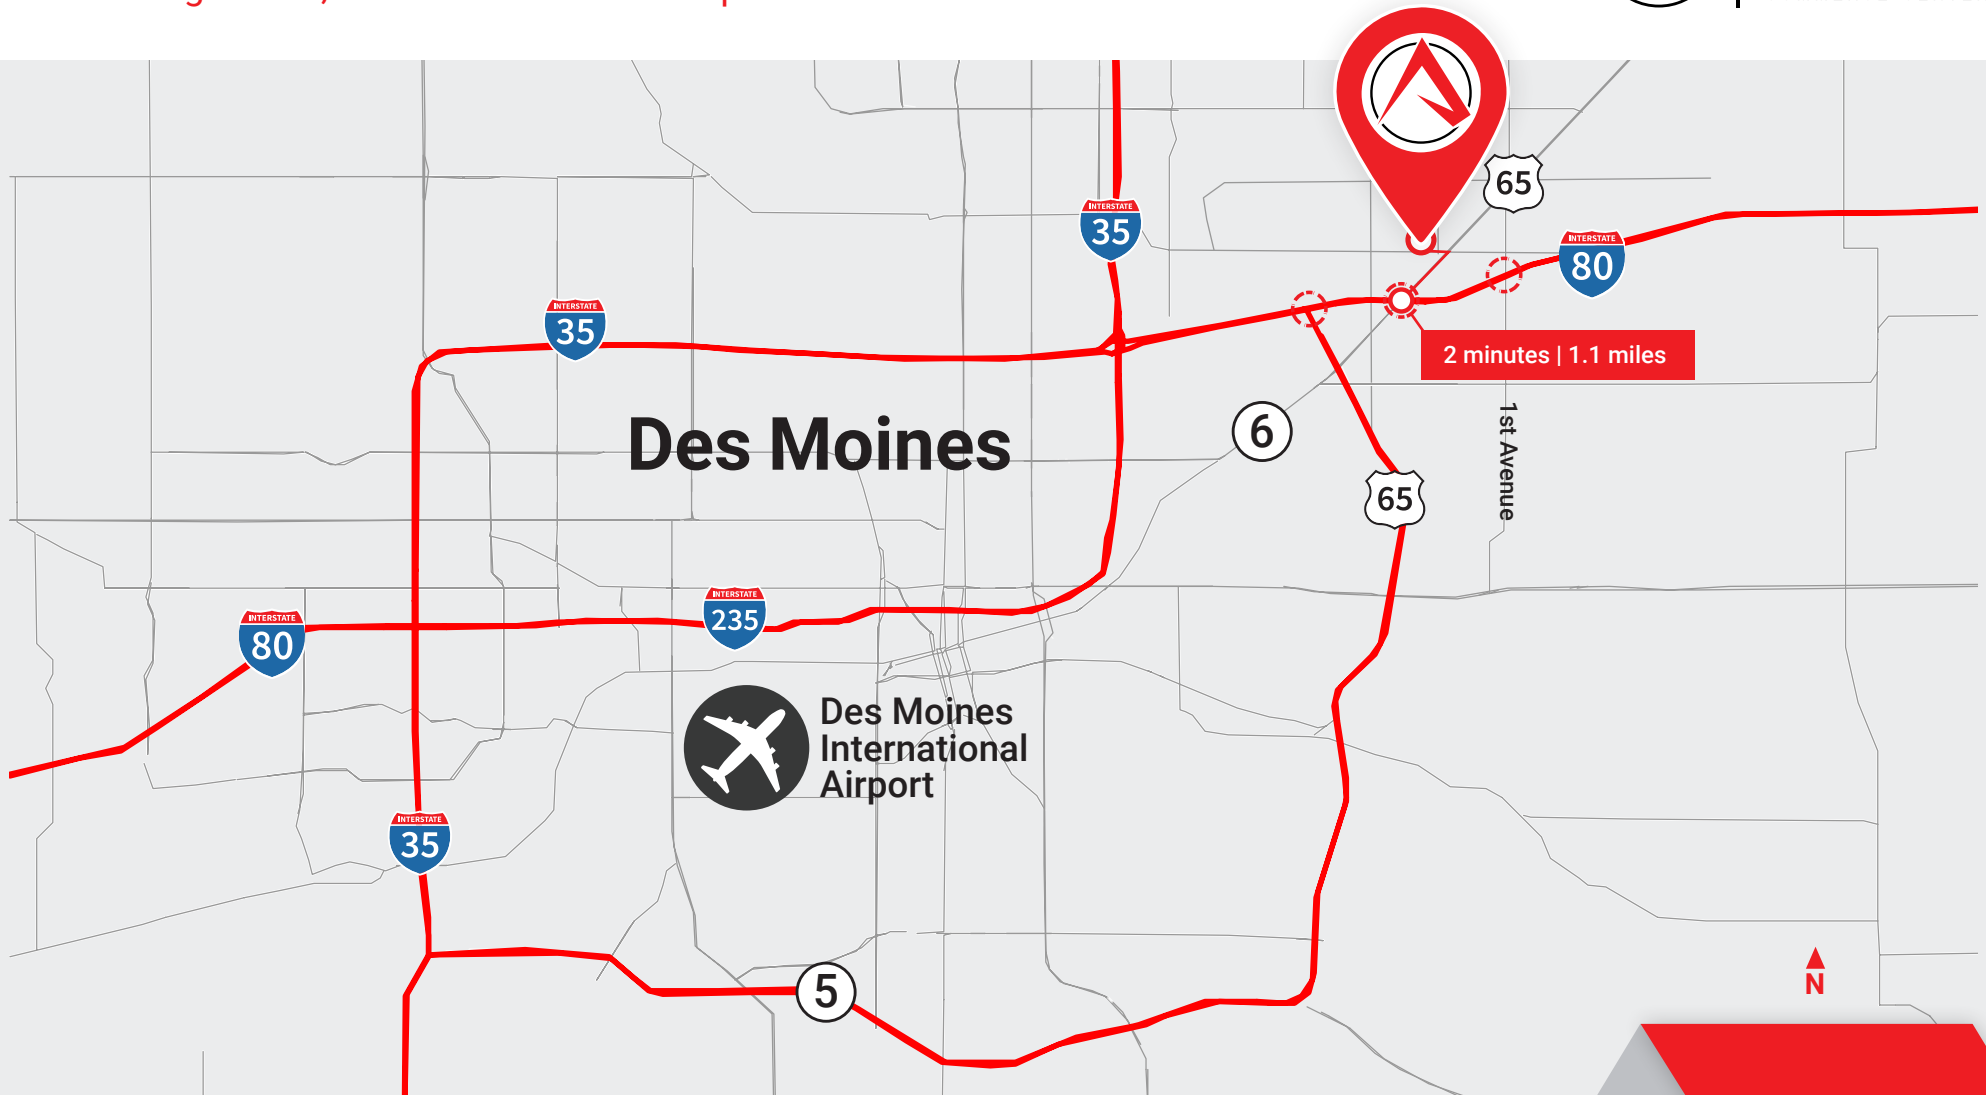 65
INTERSTATE
35
INTERSTATE
80
INTERSTATE
35
2 minutes | 1.1 miles
Des Moines
6
1st Avenue
65
INTERSTATE
80
INTERSTATE
235
Des Moines
International
Airport
INTERSTATE
35
5
N